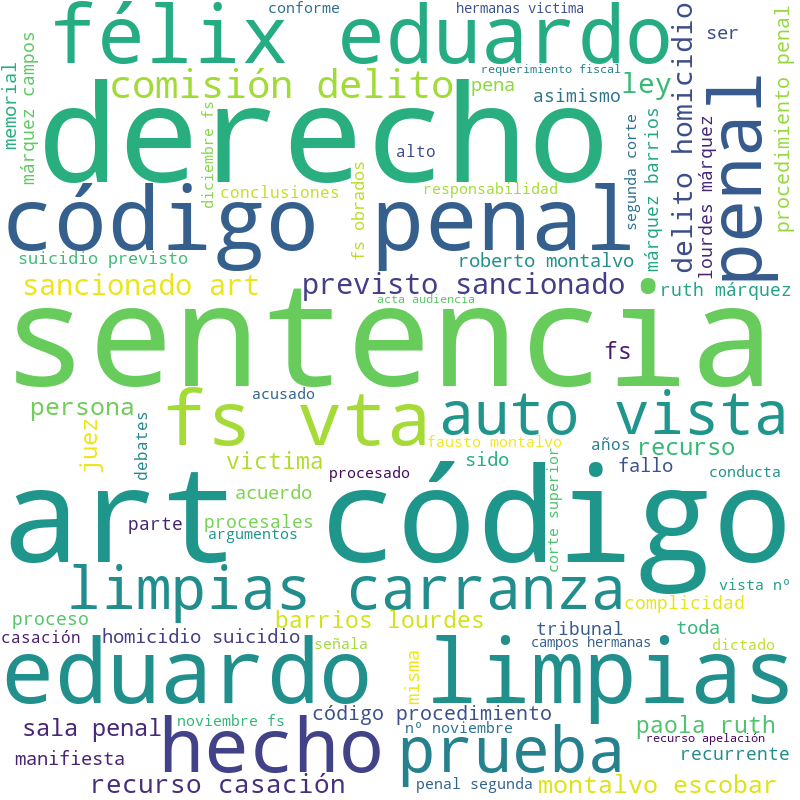 conforme
hermanas victima
félix eduardo
delito homicidio
ser
procedimiento penal
memorial
márquez campos
comisión delito
requerimiento fiscal
pena
ley
asimismo
penal
derecho
diciembre fs
alto
segunda corte
márquez barrios
lourdes márquez
conclusiones
fs obrados
responsabilidad
código penal
suicidio previsto
roberto montalvo
sancionado art
previsto sancionado
ruth márquez
acta audiencia
sentencia
fs
acusado
persona
fs vta
auto vista
juez
debates
fausto montalvo
años
recurso
victima
procesado
sido
corte superior
fallo
conducta
art código
acuerdo
parte
procesales
argumentos
limpias carranza
vista nº
complicidad
proceso
barrios lourdes
casación
homicidio suicidio
señala
tribunal
campos hermanas
toda
dictado
eduardo limpias
misma
sala penal
noviembre fs
código procedimiento
nº noviembre
paola ruth
hecho
prueba
recurso apelación
manifiesta
recurrente
recurso casación
penal segunda
montalvo escobar